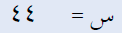 س = ٤٤